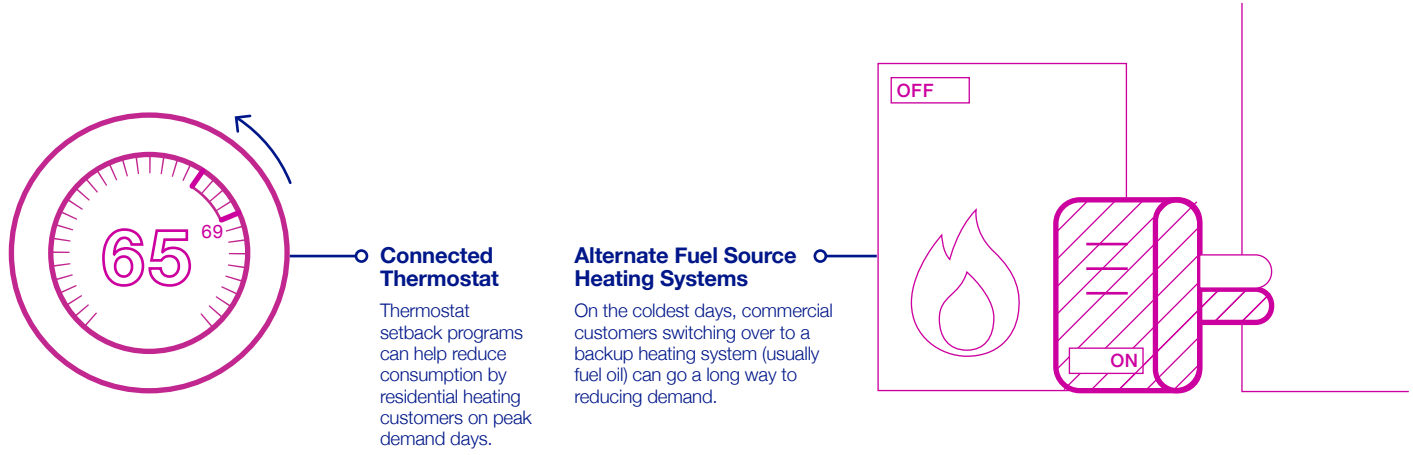 65
69
Connected
Thermostat
Thermostat
setback programs
can help reduce
consumption by
residential heating
customers on peak
demand days.
Alternate Fuel Source
Heating Systems
On the coldest days, commercial
customers switching over to a
backup heating system (usually
fuel oil) can go a long way to
reducing demand.
OFF
ON